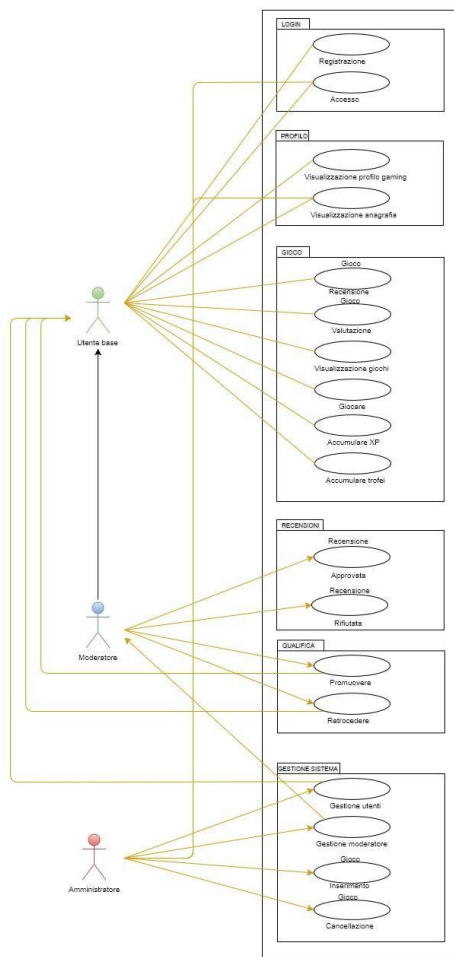 LOGIN
Registrazione
Accesso
PROFILO
Visualizzazione profilo gaming
Visualizzazione anagrafia
GIOCO
Gioco
Recensione
Gioco
Valutazione
Visualizzazione giochi
Giocare
Accumulare XP
Accumulare trofei
Utente base
RECENSIONI
Recensione
Approvata
Recensione
Rifiutata
Moderatore
QUALIFICA
Promuovere
Retrocedere
GESTIONE SISTEMA
Gestione utenti
Gestione moderatore
Gioco
Inserimento
Gioco
Cancellazione
Amministratore